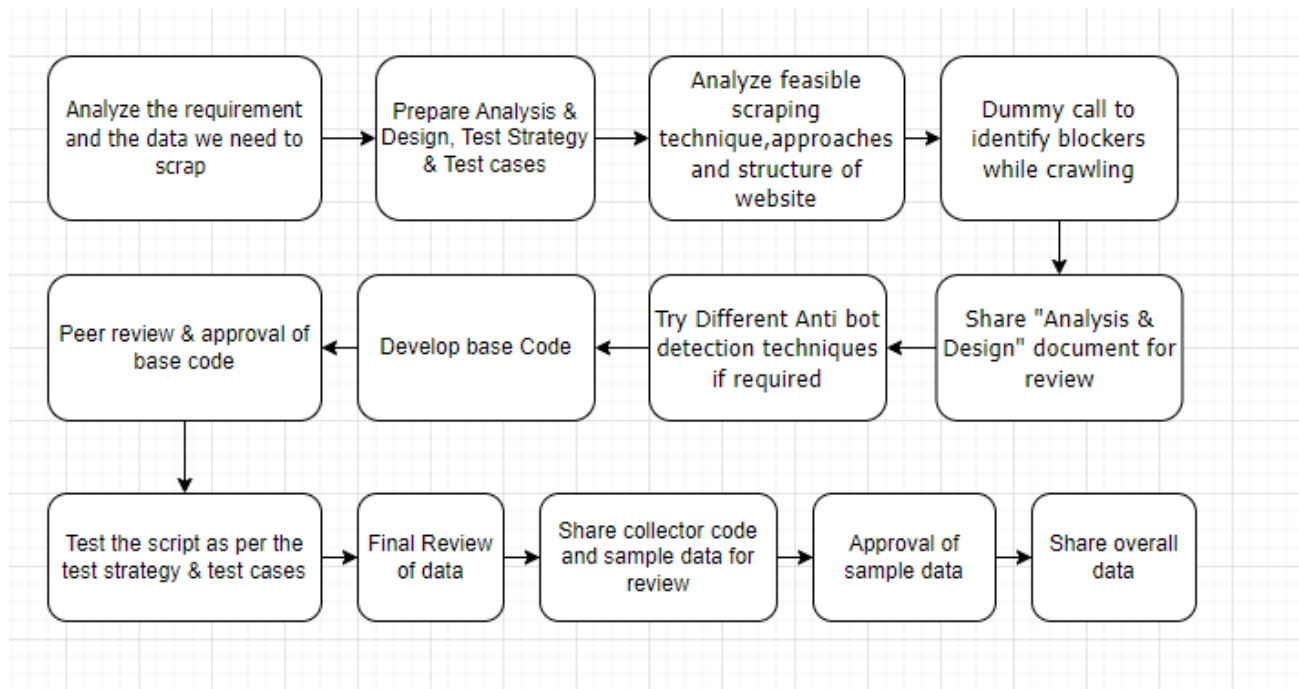 Analyze the requirement
and the data we need to
scrap
Prepare Analysis &
Design, Test Strategy
& Test cases
Analyze feasible
scraping
technique,approaches
and structure of
website
Dummy call to
identify blockers
while crawling
Share "Analysis &
Design" document for
review
Try Different Anti bot
detection techniques
if required
Develop base Code
Peer review & approval of
base code
Test the script as per the
test strategy & test cases
Final Review
of data
Share collector code
and sample data for
review
Approval of
sample data
Share overall
data